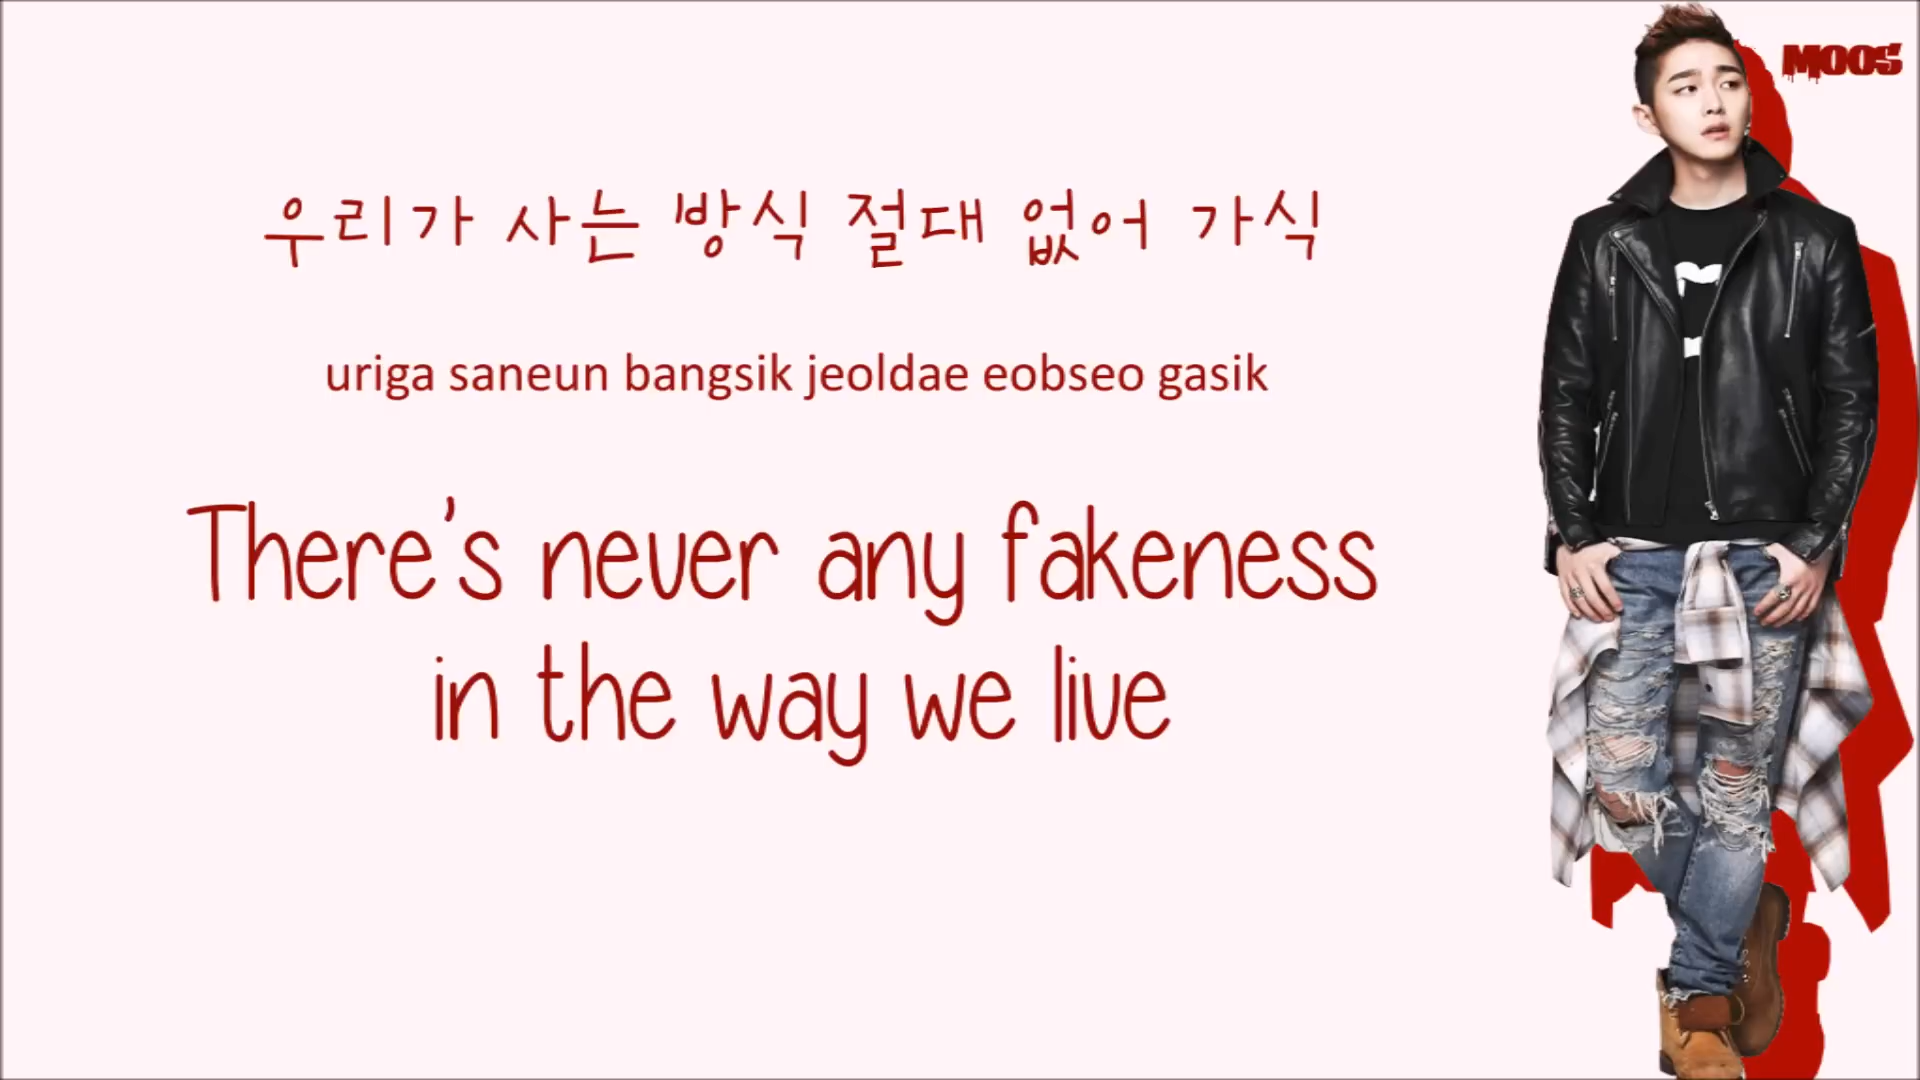 MOOS
우리가 사는 방식 절대 없어 가식
uriga saneun bangsik jeoldae eobseo gasik
There's never any fakeness
in the way we live